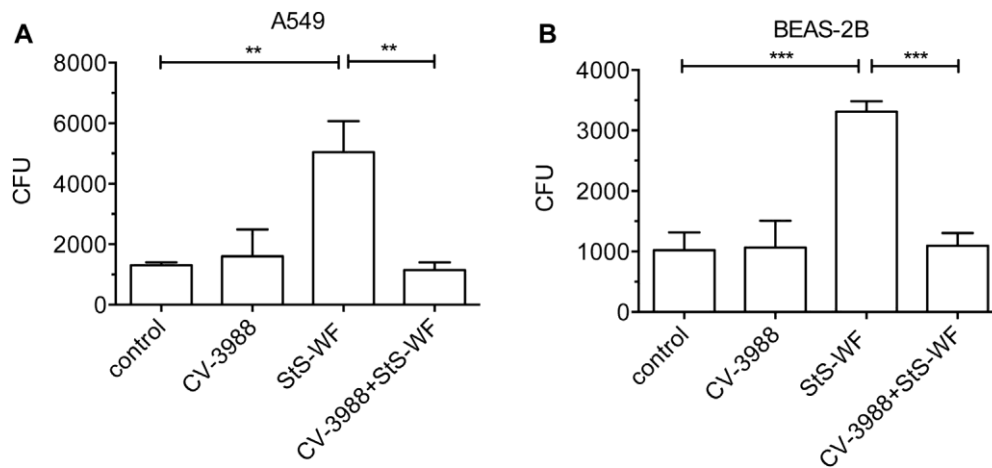 A
A549
CFU
8000
6000
4000
2000
0
**
**
control
CV-3988
StS-WF
CV-3988+StS-WF
B
BEAS-2B
CFU
4000
3000
2000
1000
0
***
***
control
CV-3988
StS-WF
CV-3988+StS-WF